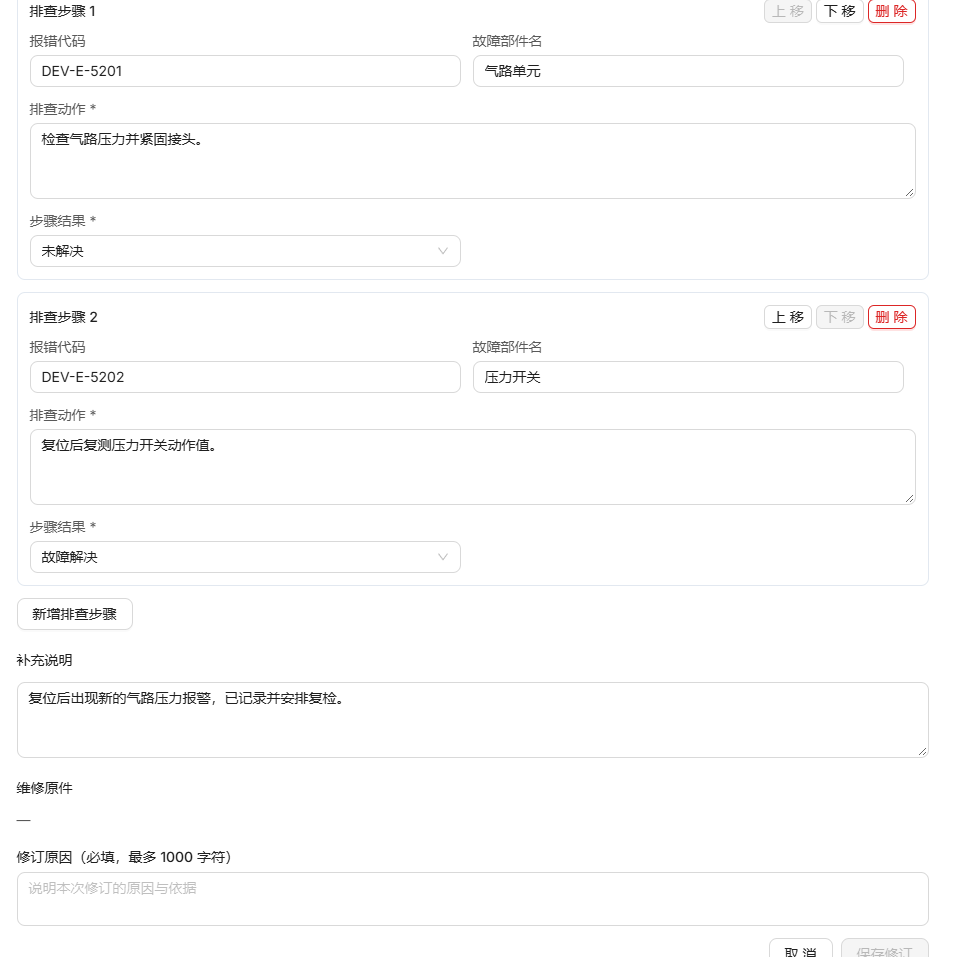 排查步骤 1
上 移 下 移 删 除
报错代码 故障部件名
DEV-E-5201 气路单元
排查动作 *
检查气路压力并紧固接头。
步骤结果 *
未解决
排查步骤 2
上 移 下 移 删 除
报错代码 故障部件名
DEV-E-5202 压力开关
排查动作 *
复位后复测压力开关动作值。
步骤结果 *
故障解决
新增排查步骤
补充说明
复位后出现新的气路压力报警，已记录并安排复检。
维修原件
—
修订原因（必填，最多 1000 字符）
说明本次修订的原因与依据
取 消 保存修订